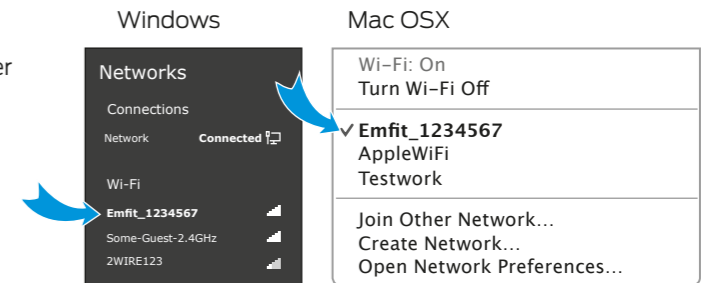 Windows
er
Networks
Connections
Network Connected
Wi-Fi
Emfit_1234567
Some-Guest-2.4GHz
2WIRE123
Mac OSX
Wi-Fi: On
Turn Wi-Fi Off
✓ Emfit_1234567
AppleWiFi
Testwork
Join Other Network...
Create Network...
Open Network Preferences...